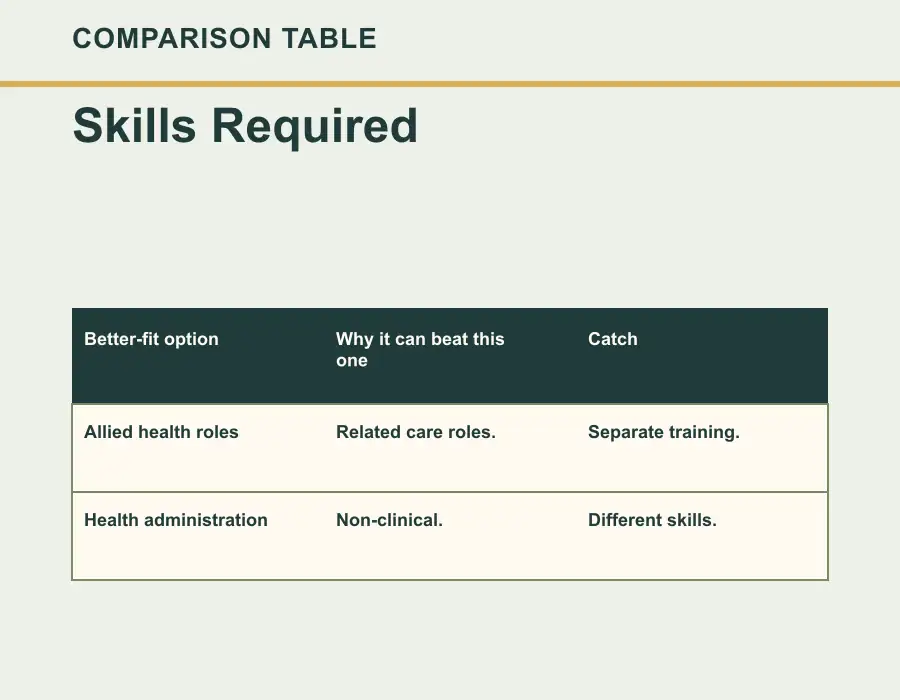 COMPARISON TABLE
Skills Required
Better-fit option
Why it can beat this
one
Catch
Allied health roles
Related care roles.
Separate training.
Health administration
Non-clinical.
Different skills.